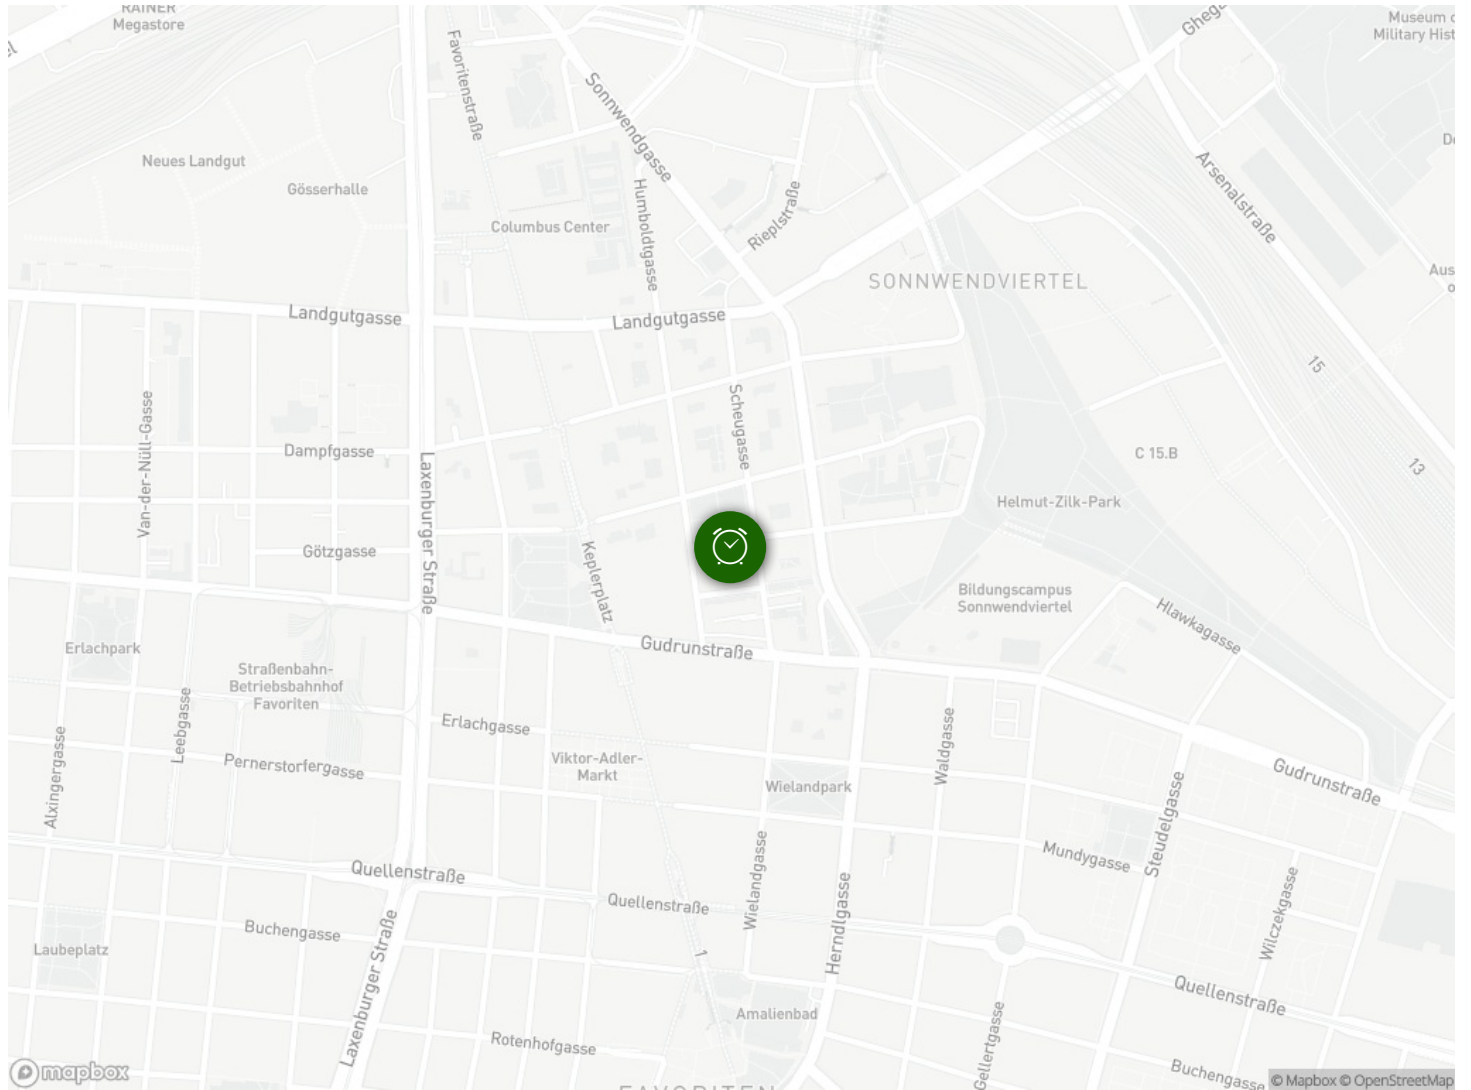 RAINER
Megastore
Museum
Military Hist
Favoritenstraße
Sonnwendgasse
Arsenalstraße
Neues Landgut
Gösserhalle
Humboldtgasse
Columbus Center
Rieplstraße
SONNWENDVIERTEL
Landgutgasse
Landgutgasse
15
Van-der-Nüll-Gasse
Scheugasse
Dampfgasse
C 15.B
13
Laxenburger Straße
Helmut-Zilk-Park
Götzgasse
Keplerplatz
Bildungscampus
Sonnwendviertel
Hlawkagasse
Erlachpark
Gudrunstraße
Straßenbahn-
Betriebsbahnhof
Favoriten
Leebgasse
Erlachgasse
Waldgasse
Alxingergasse
Pernerstorfergasse
Viktor-Adler-
Markt
Wielandpark
Gudrunstraße
Steudelgasse
Mundygasse
Quellenstraße
Wielandgasse
Herndlgasse
Quellenstraße
Wilczekgasse
Buchengasse
Laubeplatz
Laxenburger Straße
1
Quellenstraße
Amalienbad
Rotenhofgasse
Gellertgasse
Buchengasse
FAVORITEN
mapbox
© Mapbox © OpenStreetMap